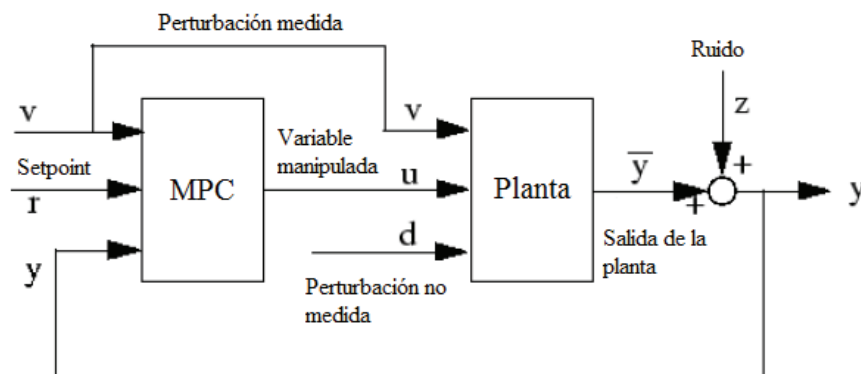 Perturbación medida
Ruido
v
v
z
Setpoint
Variable
manipulada
MPC
Planta
y
+
r
u
+
y
y
d
Salida de la
planta
Perturbación no
medida